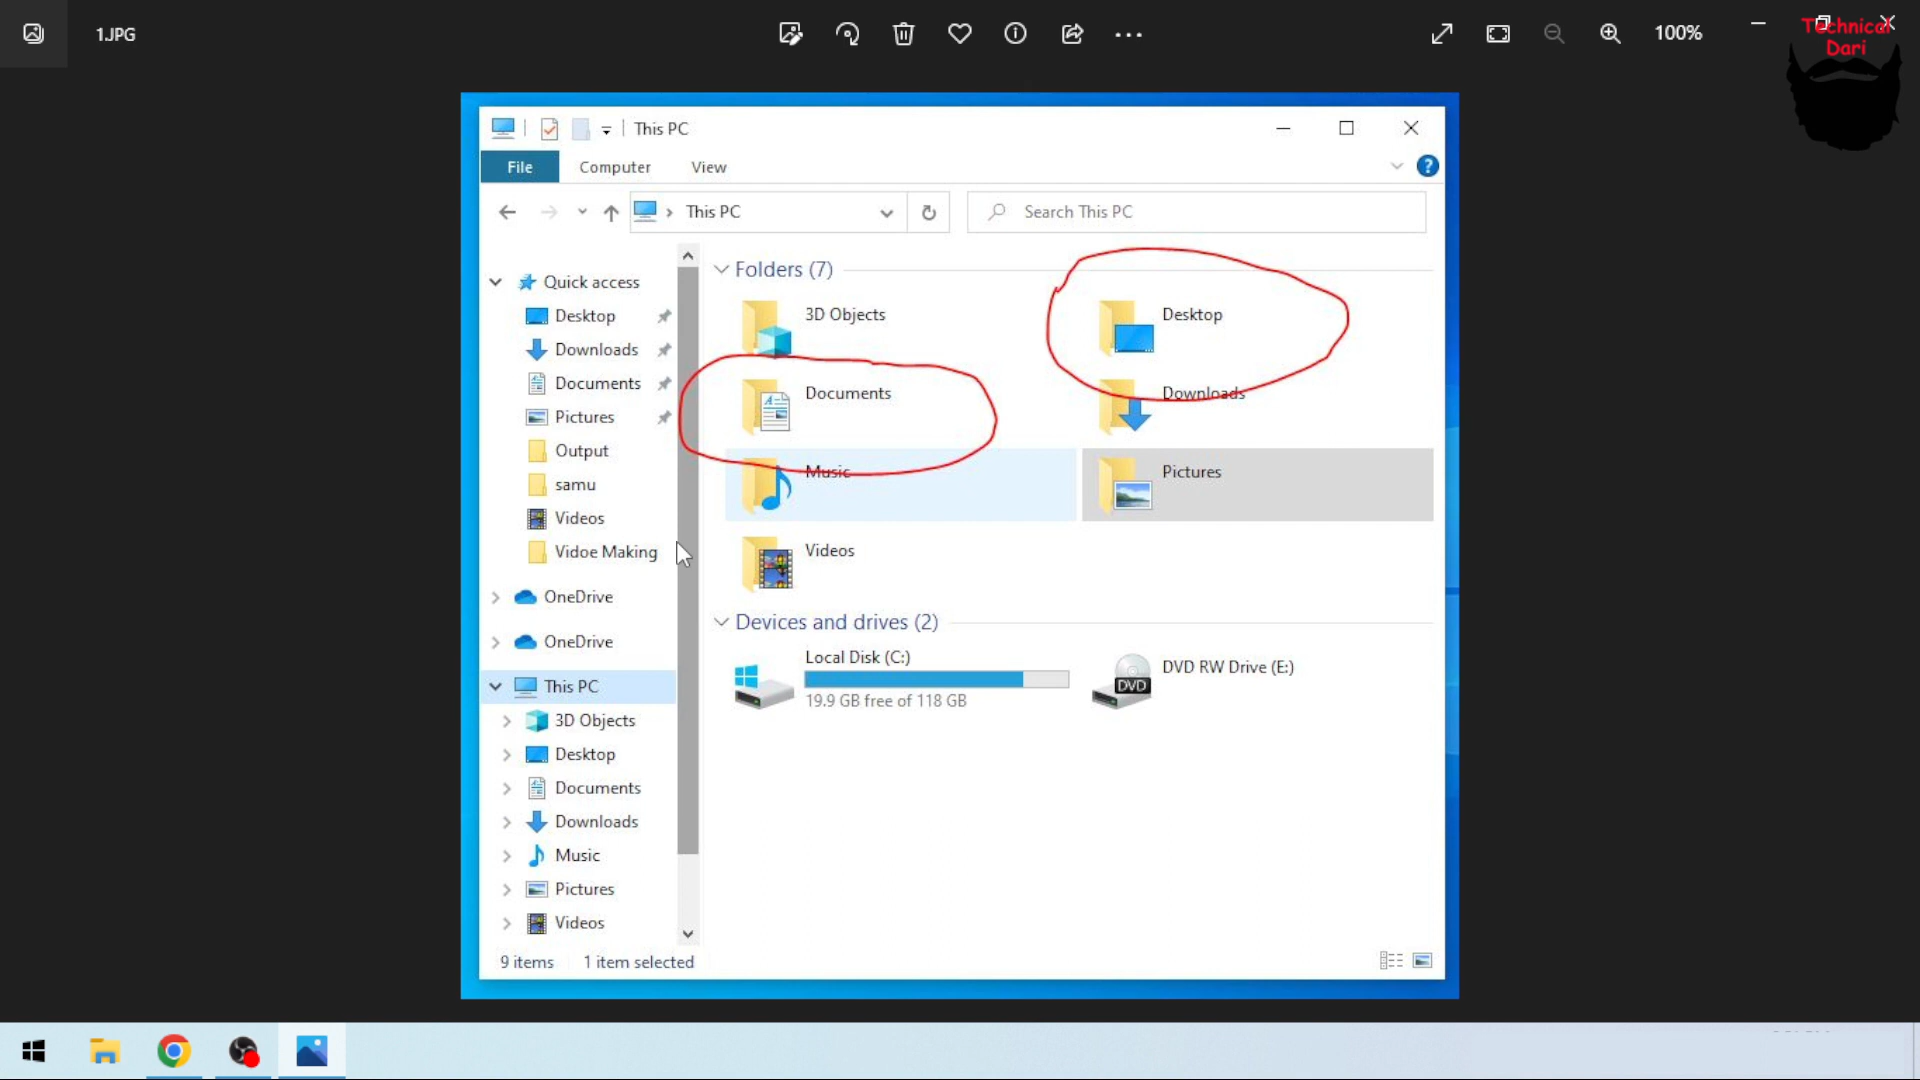 1.JPG
100%
Technical
Dari
This PC
File Computer View
This PC
Search This PC
Quick access
Desktop
Downloads
Documents
Pictures
Output
samu
Videos
Vidoe Making
OneDrive
OneDrive
This PC
3D Objects
Desktop
Documents
Downloads
Music
Pictures
Videos
Folders (7)
3D Objects
Desktop
Documents
Downloads
Music
Pictures
Videos
Devices and drives (2)
Local Disk (C:)
19.9 GB free of 118 GB
DVD
DVD RW Drive (E:)
9 items 1 item selected